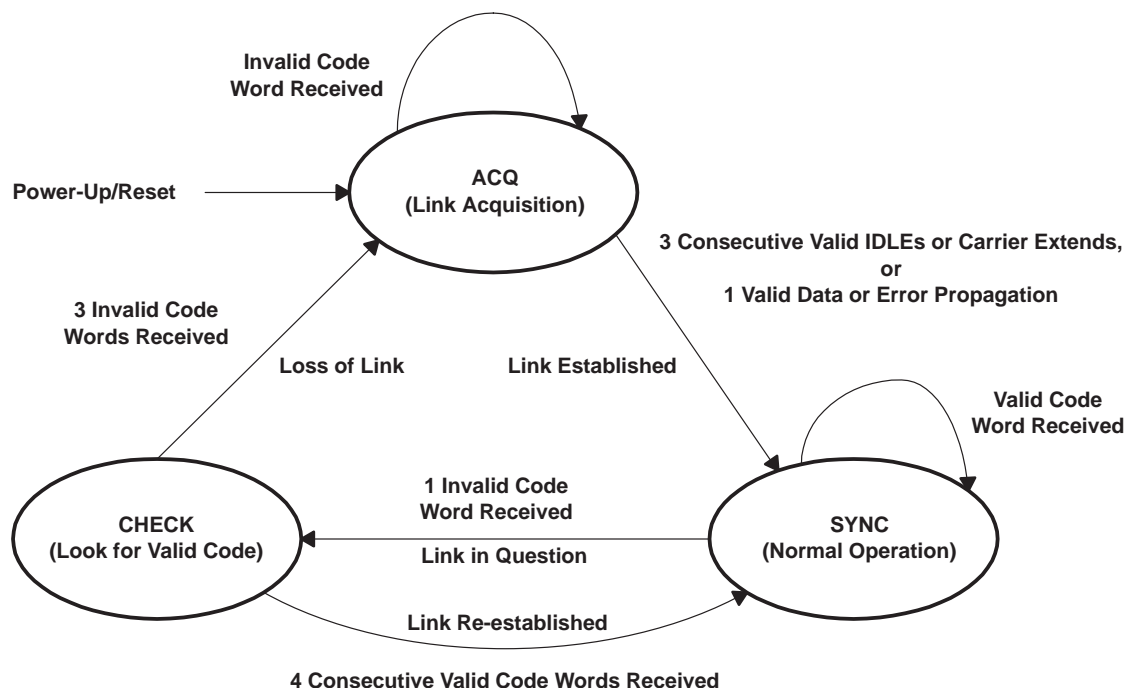 Invalid Code
Word Received
ACQ
(Link Acquisition)
Power-Up/Reset
3 Consecutive Valid IDLEs or Carrier Extends,
or
1 Valid Data or Error Propagation
3 Invalid Code
Words Received
Loss of Link
Link Established
Valid Code
Word Received
1 Invalid Code
Word Received
CHECK
(Look for Valid Code)
SYNC
(Normal Operation)
Link in Question
Link Re-established
4 Consecutive Valid Code Words Received